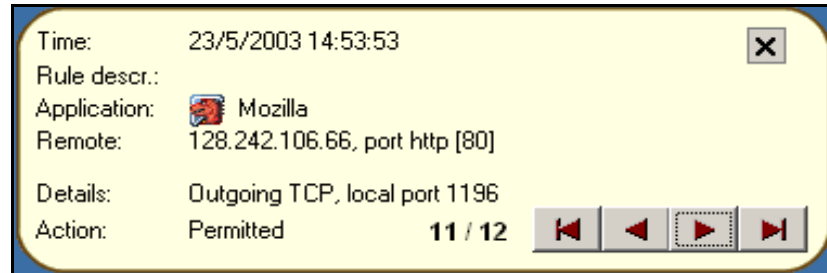 Time: 23/5/2003 14:53:53
Rule descr.:
Application: Mozilla
Remote: 128.242.106.66, port http [80]
Details: Outgoing TCP, local port 1196
Action: Permitted 11 / 12